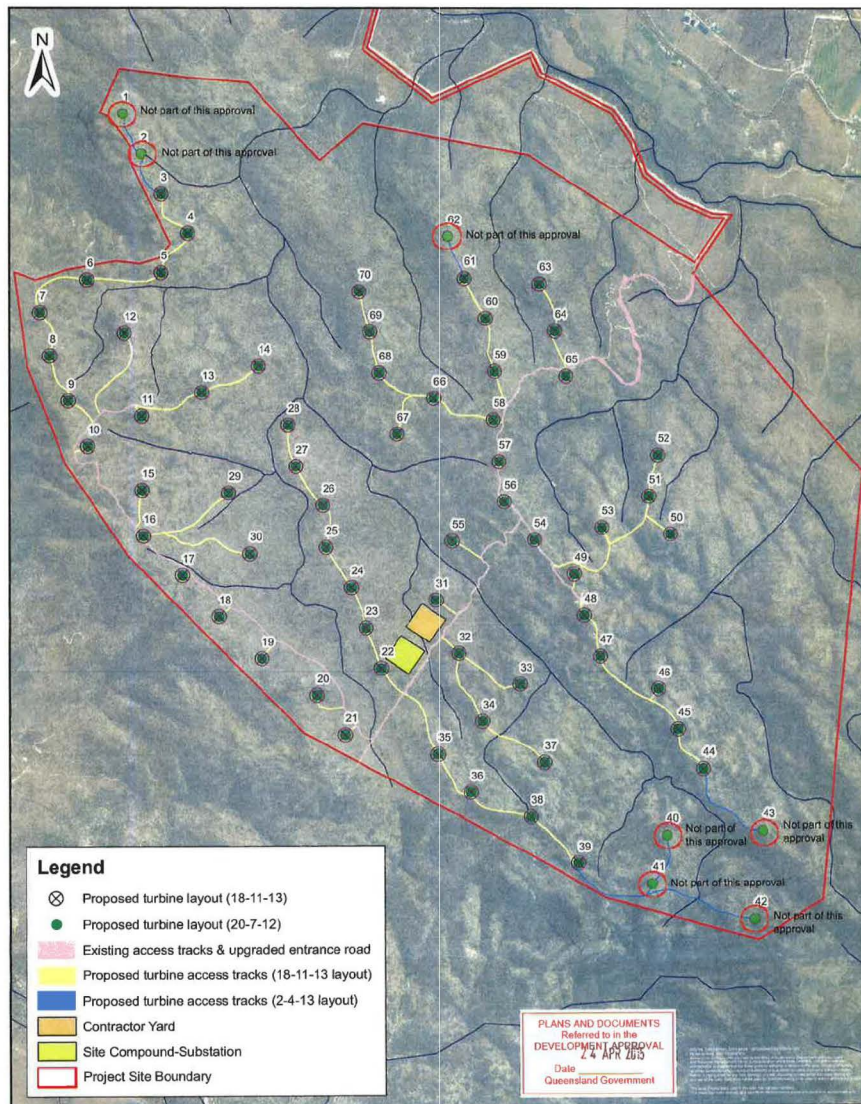 N
1
Not part of this approval
2
Not part of this approval
3
4
5
6
7
8
9
10
11
12
13
14
15
16
17
18
19
20
21
22
23
24
25
26
27
28
29
30
31
32
33
34
35
36
37
38
39
40
Not part of
this approval
41
Not part of this approval
42
Not part of this
approval
43
Not part of this
approval
44
45
46
47
48
49
50
51
52
53
54
55
56
57
58
59
60
61
62
Not part of this approval
63
64
65
66
67
68
69
70
Legend
Proposed turbine layout (18-11-13)
Proposed turbine layout (20-7-12)
Existing access tracks & upgraded entrance road
Proposed turbine access tracks (18-11-13 layout)
Proposed turbine access tracks (2-4-13 layout)
Contractor Yard
Site Compound-Substation
Project Site Boundary
PLANS AND DOCUMENTS
Referred to in the
DEVELOPMENT APPROVAL
24 APR 2015
Date
Queensland Government